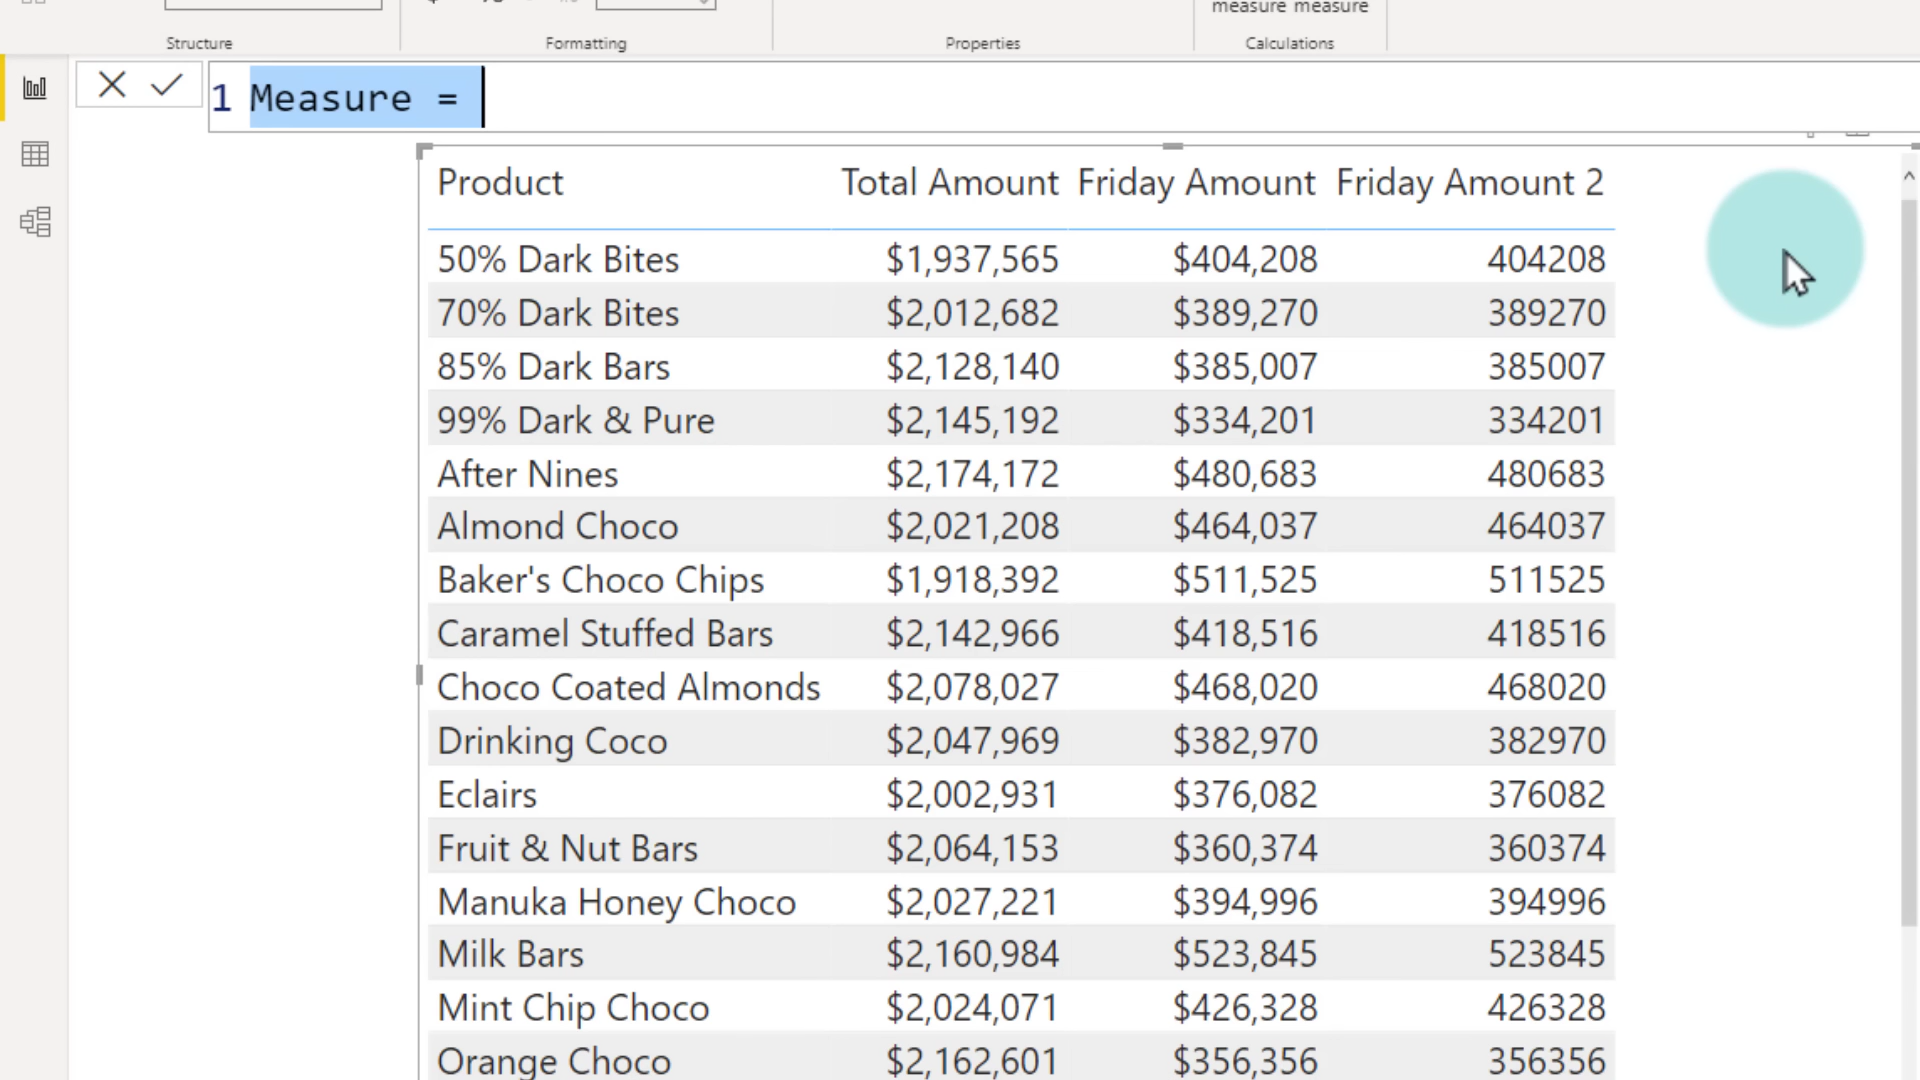 measure measure
Structure Formatting Properties Calculations
1 Measure =
Product Total Amount Friday Amount Friday Amount 2
50% Dark Bites $1,937,565 $404,208 404208
70% Dark Bites $2,012,682 $389,270 389270
85% Dark Bars $2,128,140 $385,007 385007
99% Dark & Pure $2,145,192 $334,201 334201
After Nines $2,174,172 $480,683 480683
Almond Choco $2,021,208 $464,037 464037
Baker's Choco Chips $1,918,392 $511,525 511525
Caramel Stuffed Bars $2,142,966 $418,516 418516
Choco Coated Almonds $2,078,027 $468,020 468020
Drinking Coco $2,047,969 $382,970 382970
Eclairs $2,002,931 $376,082 376082
Fruit & Nut Bars $2,064,153 $360,374 360374
Manuka Honey Choco $2,027,221 $394,996 394996
Milk Bars $2,160,984 $523,845 523845
Mint Chip Choco $2,024,071 $426,328 426328
Orange Choco $2,162,601 $356,356 356356